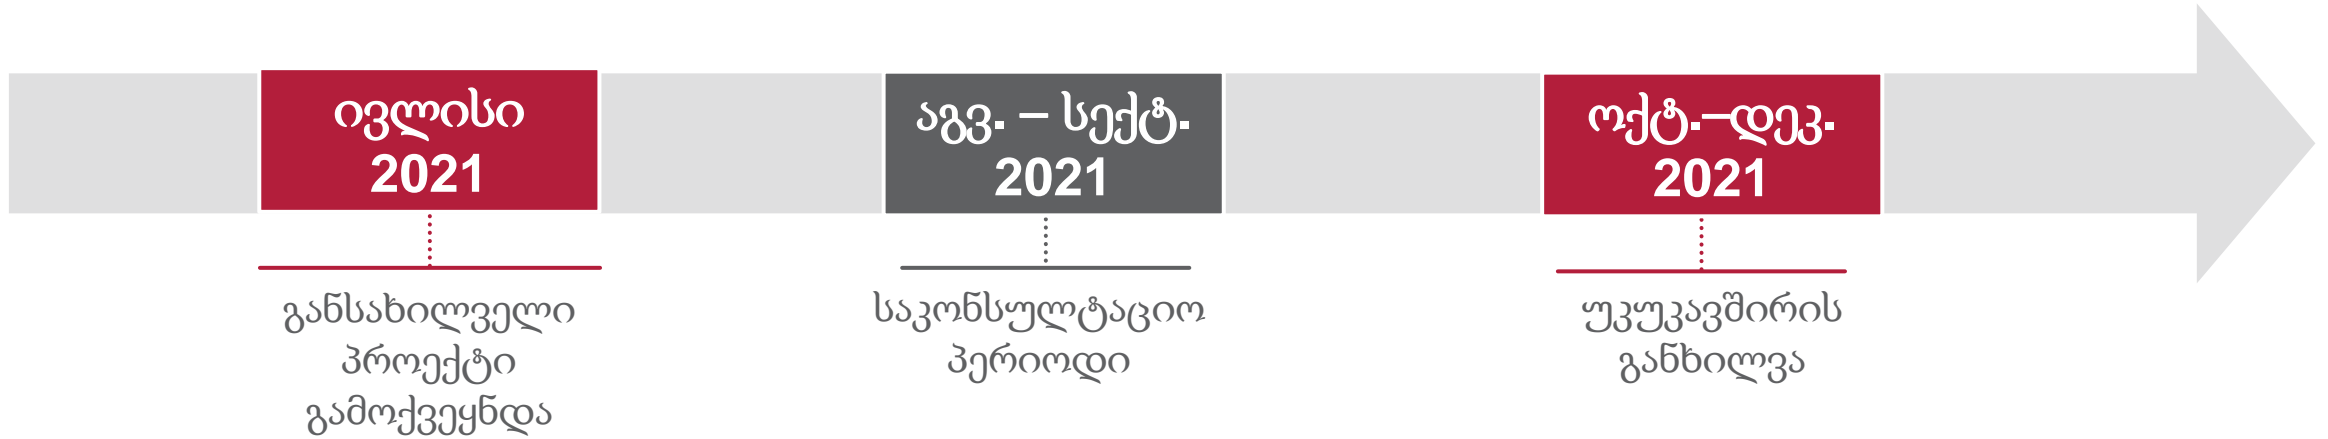 ივლისი
2021
აგვ. – სექტ.
2021
ოქტ.–დეკ.
2021
განსახილველი
პროექტი
გამოქვეყნდა
საკონსულტაციო
პერიოდი
უკუკავშირის
განხილვა